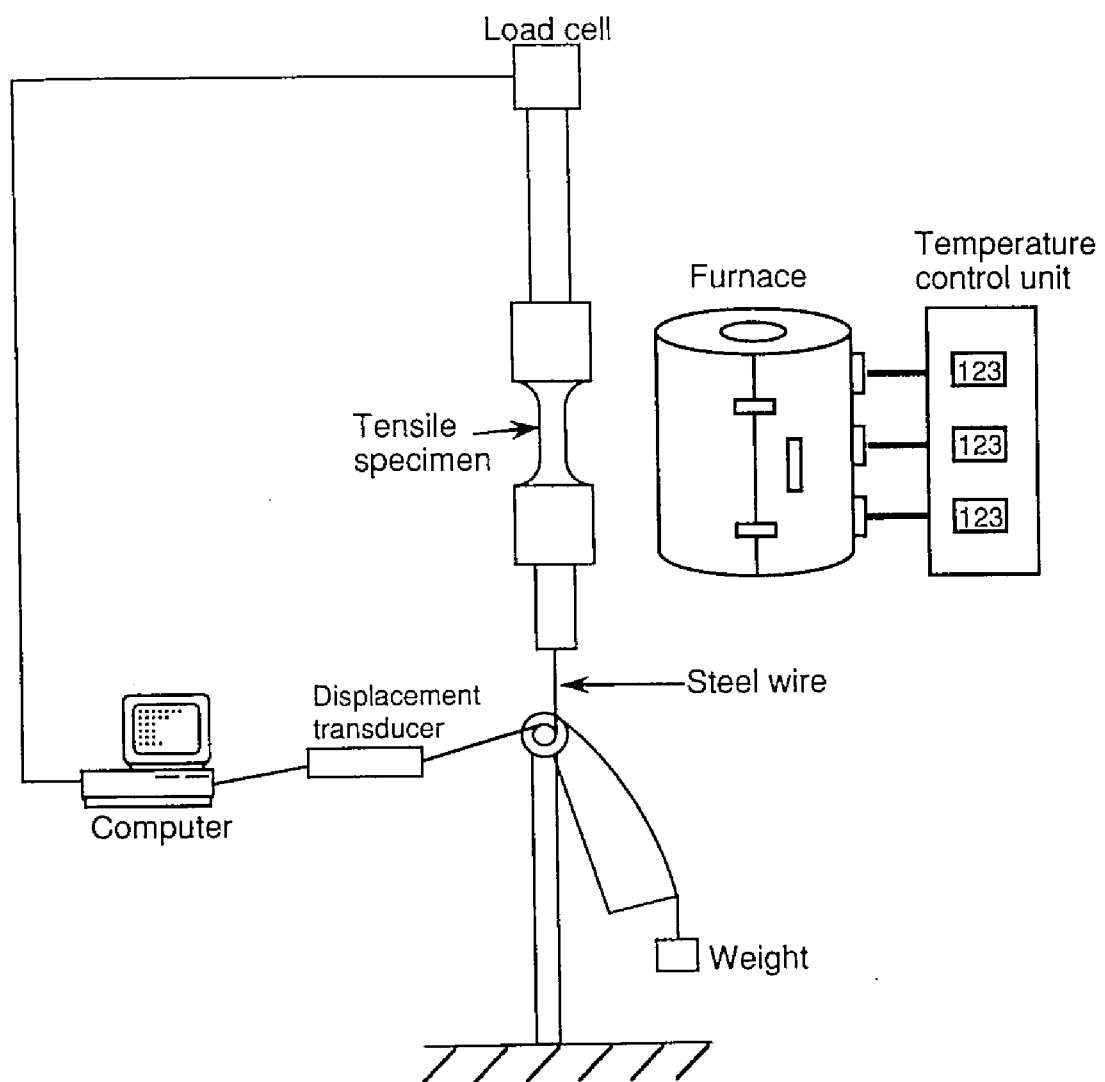 Load cell
Temperature
control unit
Furnace
123
Tensile
specimen
123
123
Steel wire
Displacement
transducer
Computer
Weight